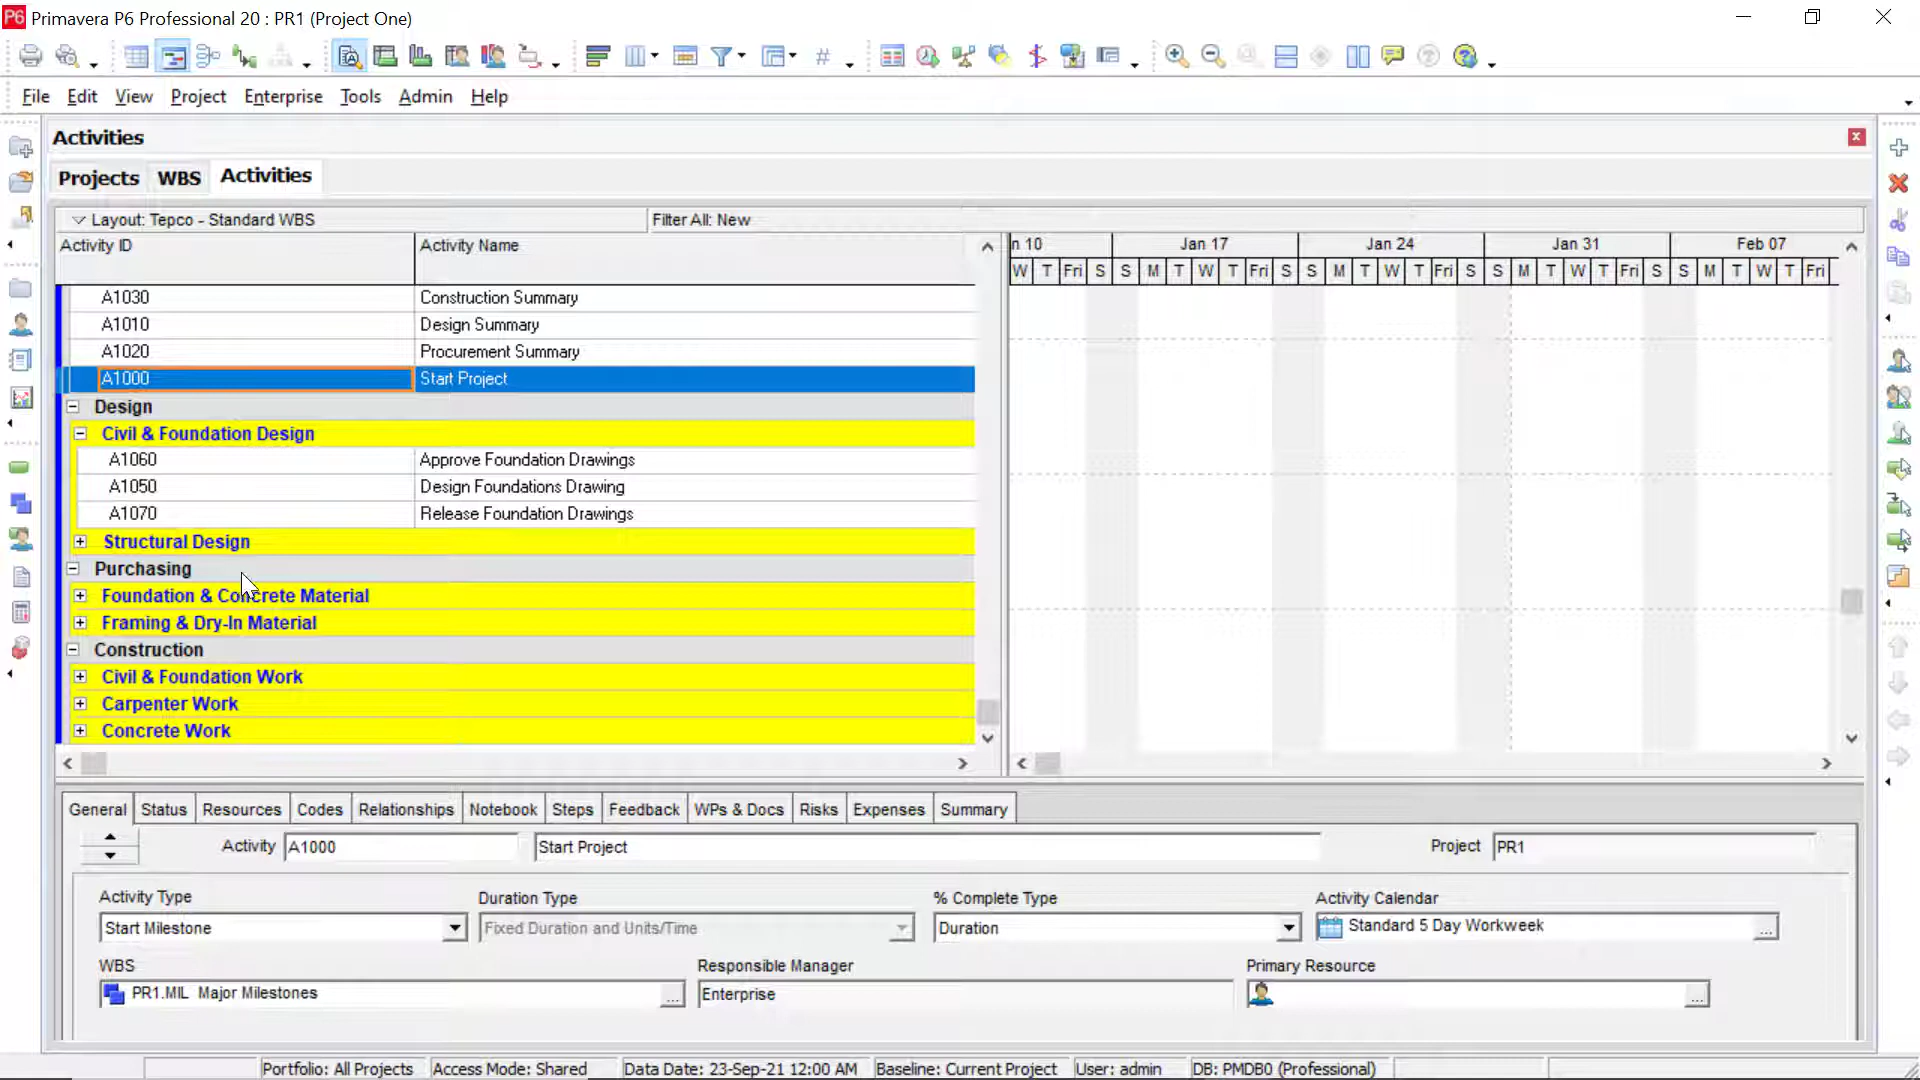 P6 Primavera P6 Professional 20 : PR1 (Project One)
File Edit View Project Enterprise Tools Admin Help
Activities
Projects WBS Activities
Layout: Tepco - Standard WBS Filter All: New
Activity ID Activity Name n 10 Jan 17 Jan 24 Jan 31 Feb 07
W T Fri S S M T W T Fri S S M T W T Fri S S M T W T Fri S S M T W T Fri
A1030 Construction Summary
A1010 Design Summary
A1020 Procurement Summary
A1000 Start Project
Design
Civil & Foundation Design
A1060 Approve Foundation Drawings
A1050 Design Foundations Drawing
A1070 Release Foundation Drawings
Structural Design
Purchasing
Foundation & Concrete Material
Framing & Dry-In Material
Construction
Civil & Foundation Work
Carpenter Work
Concrete Work
General Status Resources Codes Relationships Notebook Steps Feedback WPs & Docs Risks Expenses Summary
Activity A1000 Start Project Project PR1
Activity Type Duration Type % Complete Type Activity Calendar
Start Milestone Fixed Duration and Units/Time Duration Standard 5 Day Workweek ...
WBS Responsible Manager Primary Resource
PR1.MIL Major Milestones ... Enterprise ...
Portfolio: All Projects Access Mode: Shared Data Date: 23-Sep-21 12:00 AM Baseline: Current Project User: admin DB: PMDB0 (Professional)